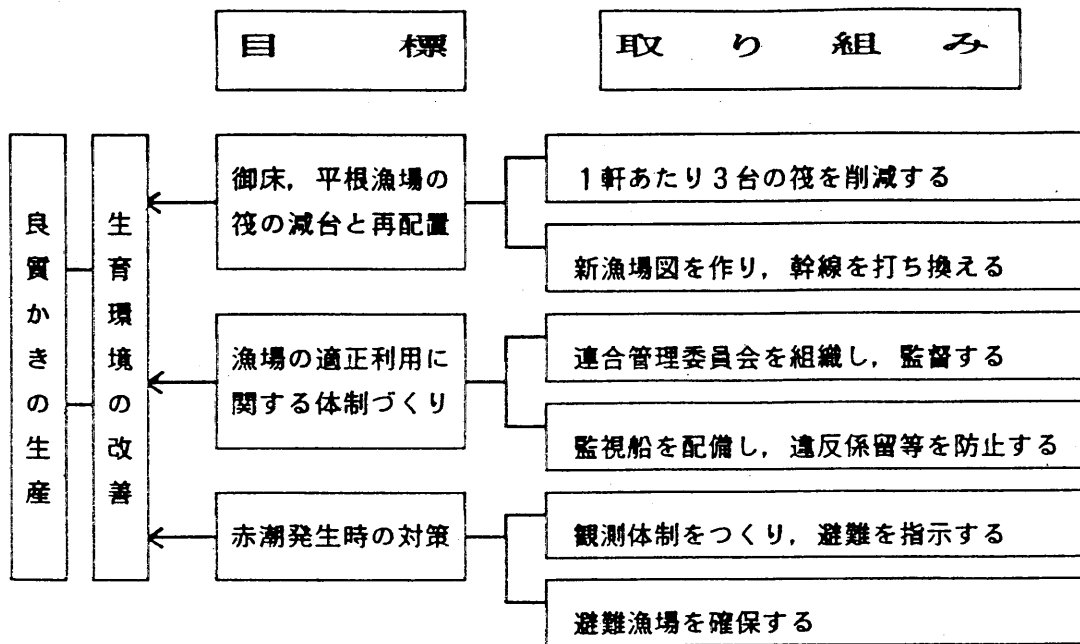 目標
取り組み
良質かきの生産
生育環境の改善
御床，平根漁場の
筏の減台と再配置
1軒あたり3台の筏を削減する
新漁場図を作り，幹線を打ち換える
漁場の適正利用に
関する体制づくり
連合管理委員会を組織し，監督する
監視船を配備し，違反係留等を防止する
赤潮発生時の対策
観測体制をつくり，避難を指示する
避難漁場を確保する